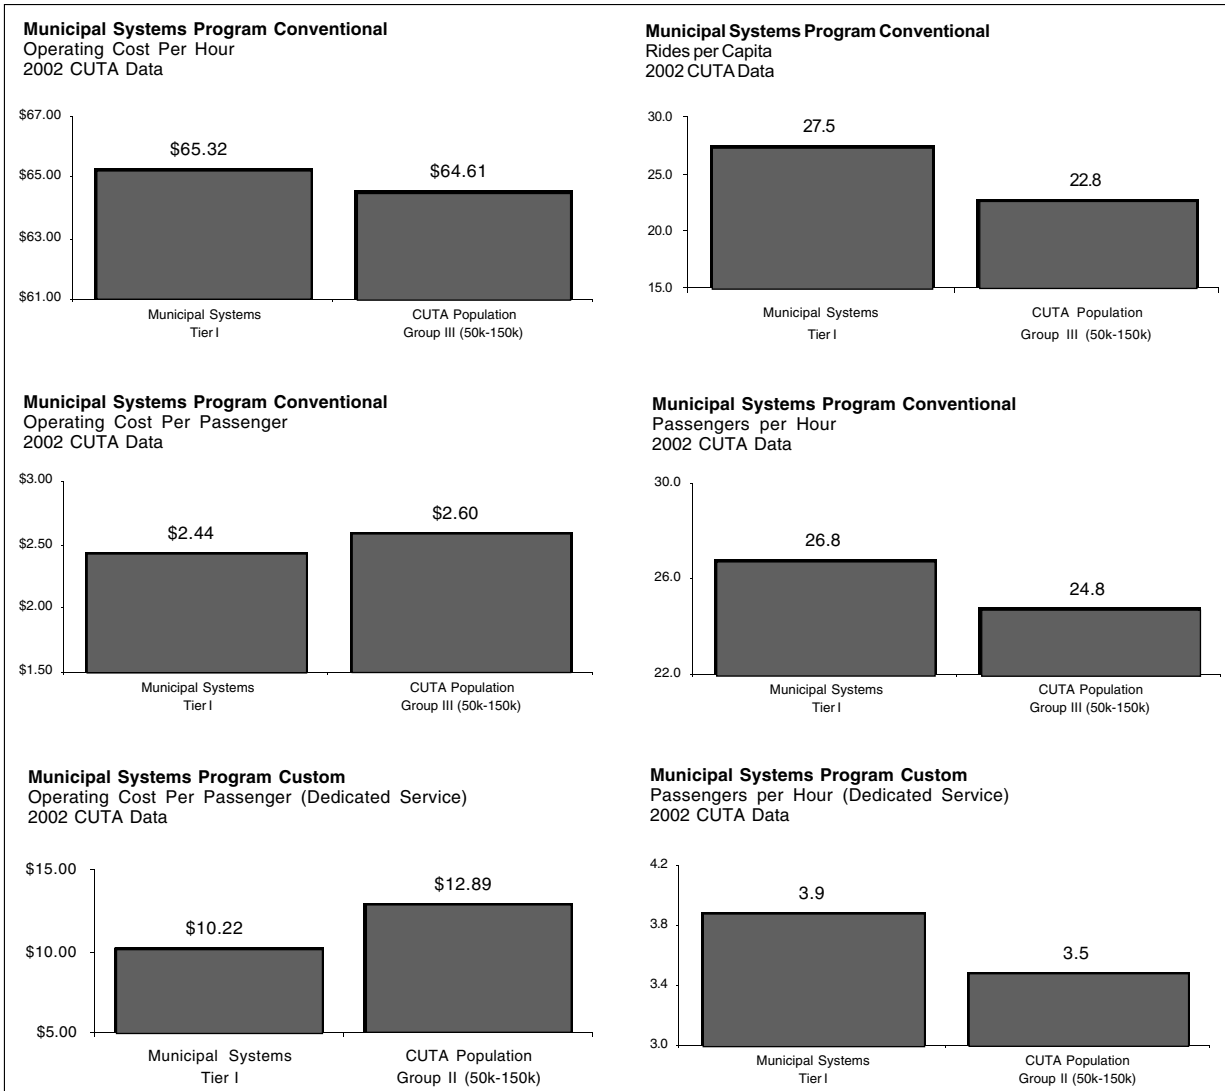 Municipal Systems Program Conventional
Operating Cost Per Hour
2002 CUTA Data
$67.00
$65.00
$63.00
$61.00
$65.32
$64.61
Municipal Systems
Tier I
CUTA Population
Group III (50k-150k)
Municipal Systems Program Conventional
Rides per Capita
2002 CUTA Data
30.0
25.0
20.0
15.0
27.5
22.8
Municipal Systems
Tier I
CUTA Population
Group III (50k-150k)
Municipal Systems Program Conventional
Operating Cost Per Passenger
2002 CUTA Data
$3.00
$2.50
$2.00
$1.50
$2.44
$2.60
Municipal Systems
Tier I
CUTA Population
Group III (50k-150k)
Municipal Systems Program Conventional
Passengers per Hour
2002 CUTA Data
30.0
26.0
22.0
26.8
24.8
Municipal Systems
Tier I
CUTA Population
Group III (50k-150k)
Municipal Systems Program Custom
Operating Cost Per Passenger (Dedicated Service)
2002 CUTA Data
$15.00
$10.00
$5.00
$10.22
$12.89
Municipal Systems
Tier I
CUTA Population
Group II (50k-150k)
Municipal Systems Program Custom
Passengers per Hour (Dedicated Service)
2002 CUTA Data
4.2
3.8
3.4
3.0
3.9
3.5
Municipal Systems
Tier I
CUTA Population
Group II (50k-150k)